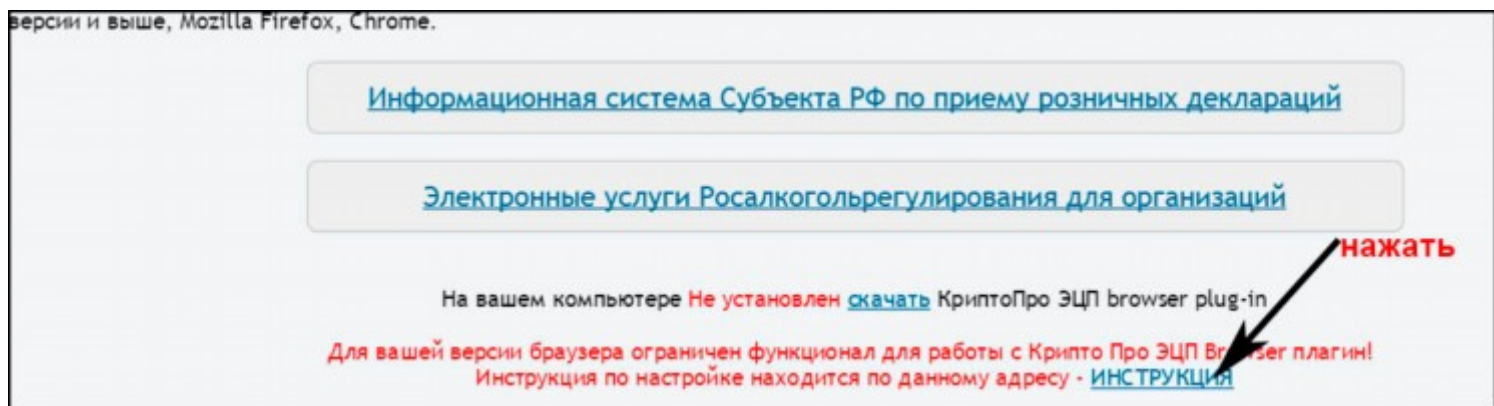 версии и выше, Mozilla Firefox, Chrome.
Информационная система Субъекта РФ по приему розничных деклараций
Электронные услуги Росалкогольрегулирования для организаций
нажать
На вашем компьютере Не установлен скачать КриптоПро ЭЦП browser plug-in
Для вашей версии браузера ограничен функционал для работы с Крипто Про ЭЦП Browser плагин!
Инструкция по настройке находится по данному адресу - ИНСТРУКЦИЯ